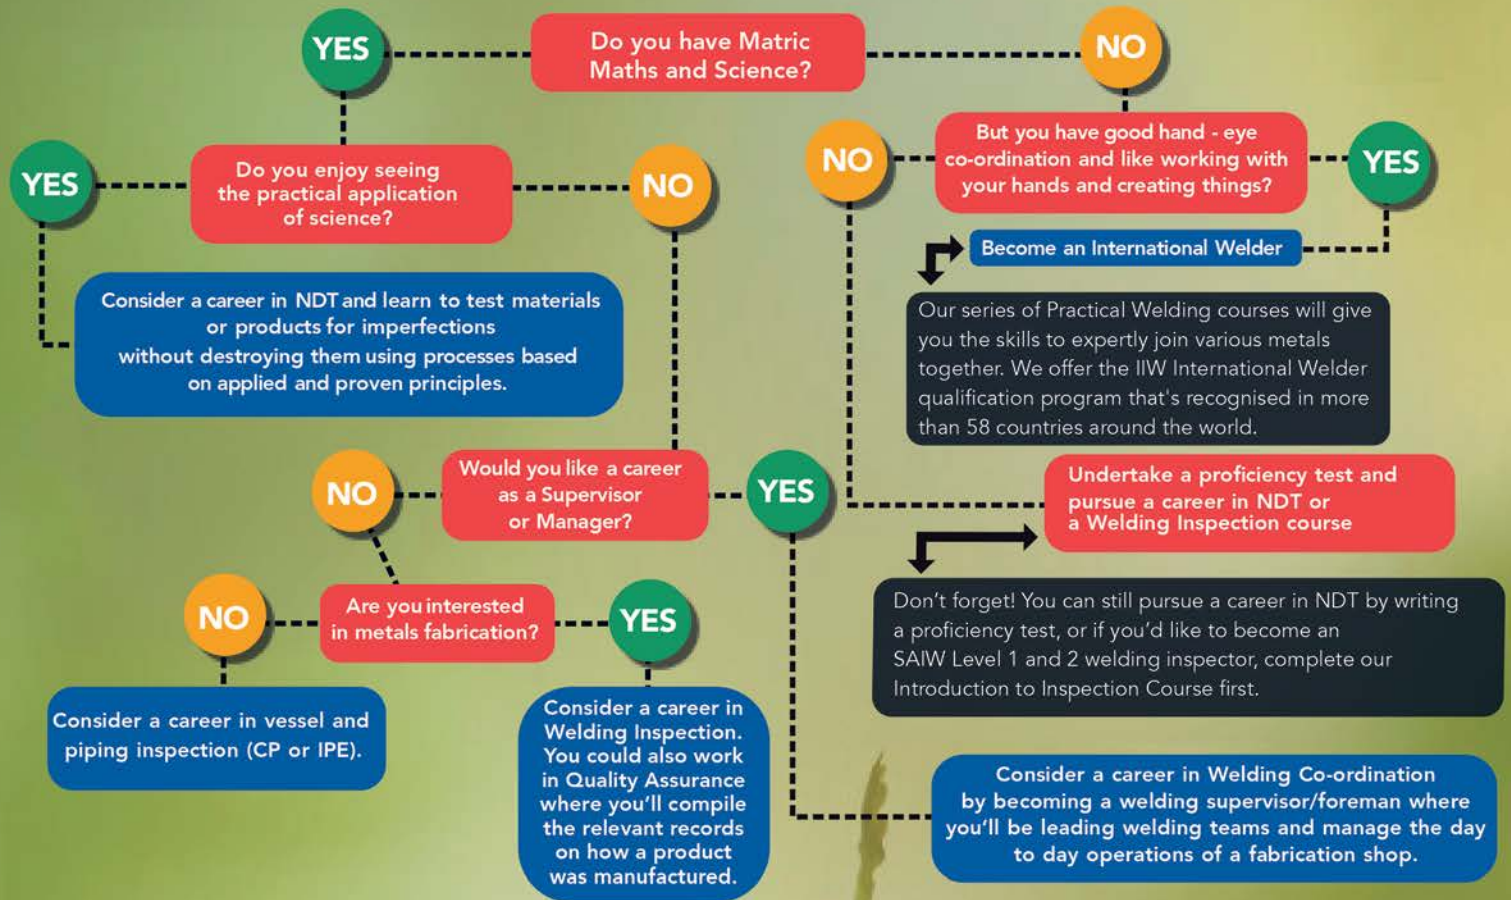 YES
Do you have Matric
Maths and Science?
NO
YES
Do you enjoy seeing
the practical application
of science?
NO
NO
But you have good hand - eye
co-ordination and like working with
your hands and creating things?
YES
Become an International Welder
Consider a career in NDT and learn to test materials
or products for imperfections
without destroying them using processes based
on applied and proven principles.
Our series of Practical Welding courses will give
you the skills to expertly join various metals
together. We offer the IIW International Welder
qualification program that's recognised in more
than 58 countries around the world.
NO
Would you like a career
as a Supervisor
or Manager?
YES
Undertake a proficiency test and
pursue a career in NDT or
a Welding Inspection course
NO
Are you interested
in metals fabrication?
YES
Don't forget! You can still pursue a career in NDT by writing
a proficiency test, or if you'd like to become an
SAIW Level 1 and 2 welding inspector, complete our
Introduction to Inspection Course first.
Consider a career in vessel and
piping inspection (CP or IPE).
Consider a career in
Welding Inspection.
You could also work
in Quality Assurance
where you'll compile
the relevant records
on how a product
was manufactured.
Consider a career in Welding Co-ordination
by becoming a welding supervisor/foreman where
you'll be leading welding teams and manage the day
to day operations of a fabrication shop.